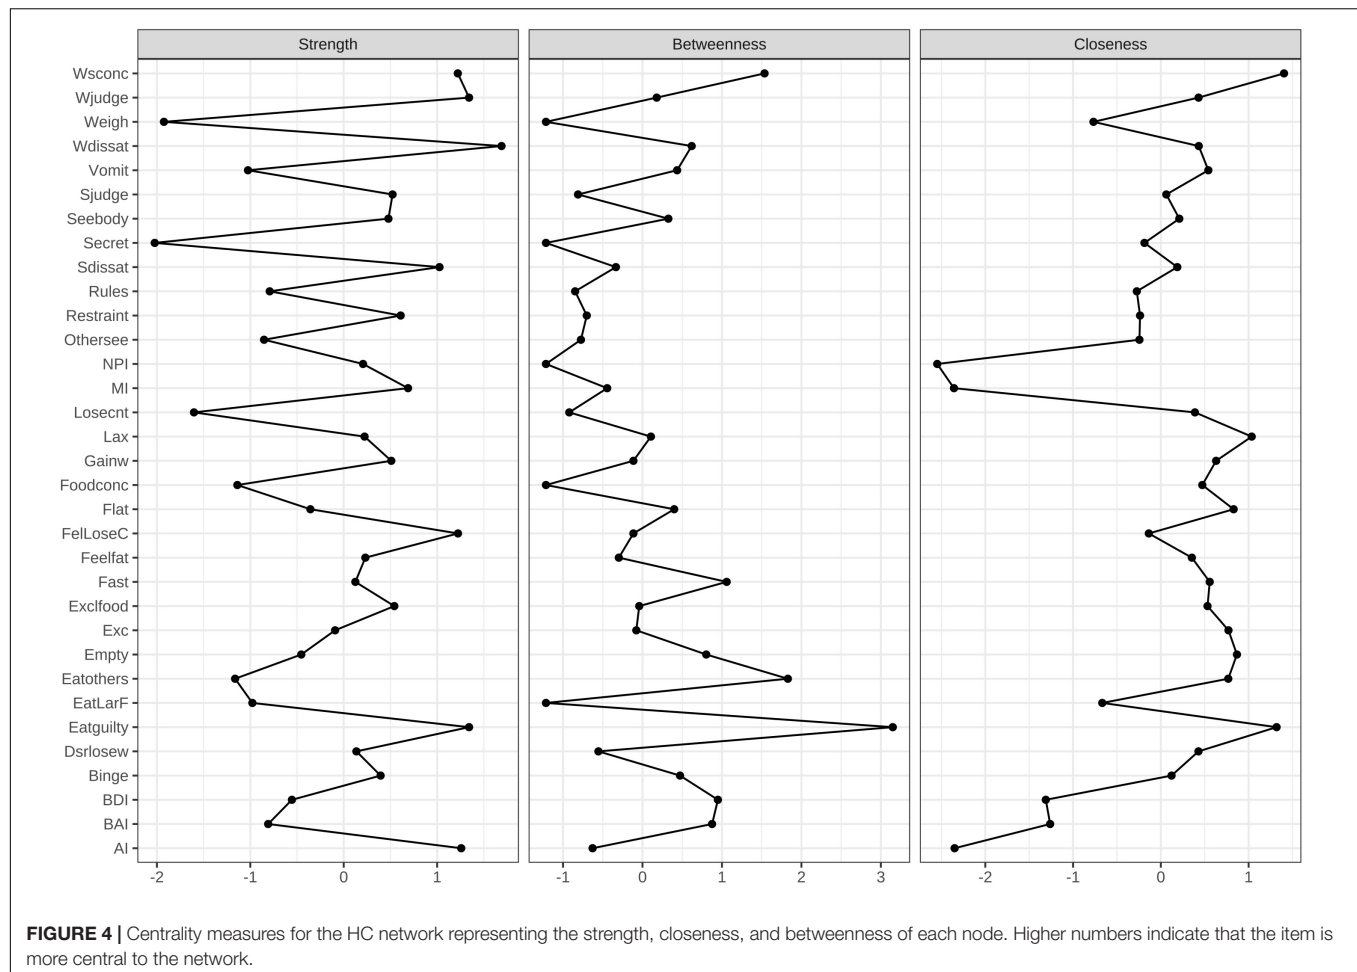 Strength Betweenness Closeness
Wsconc
Wjudge
Weigh
Wdissat
Vomit
Sjudge
Seebody
Secret
Sdissat
Rules
Restraint
Othersee
NPI
MI
Losecnt
Lax
Gainw
Foodconc
Flat
FelLoseC
Feelfat
Fast
Exclfood
Exc
Empty
Eatothers
EatLarF
Eatguilty
Dsrlosew
Binge
BDI
BAI
AI
-2 -1 0 1 -1 0 1 2 3 -2 -1 0 1
FIGURE 4 | Centrality measures for the HC network representing the strength, closeness, and betweenness of each node. Higher numbers indicate that the item is
more central to the network.